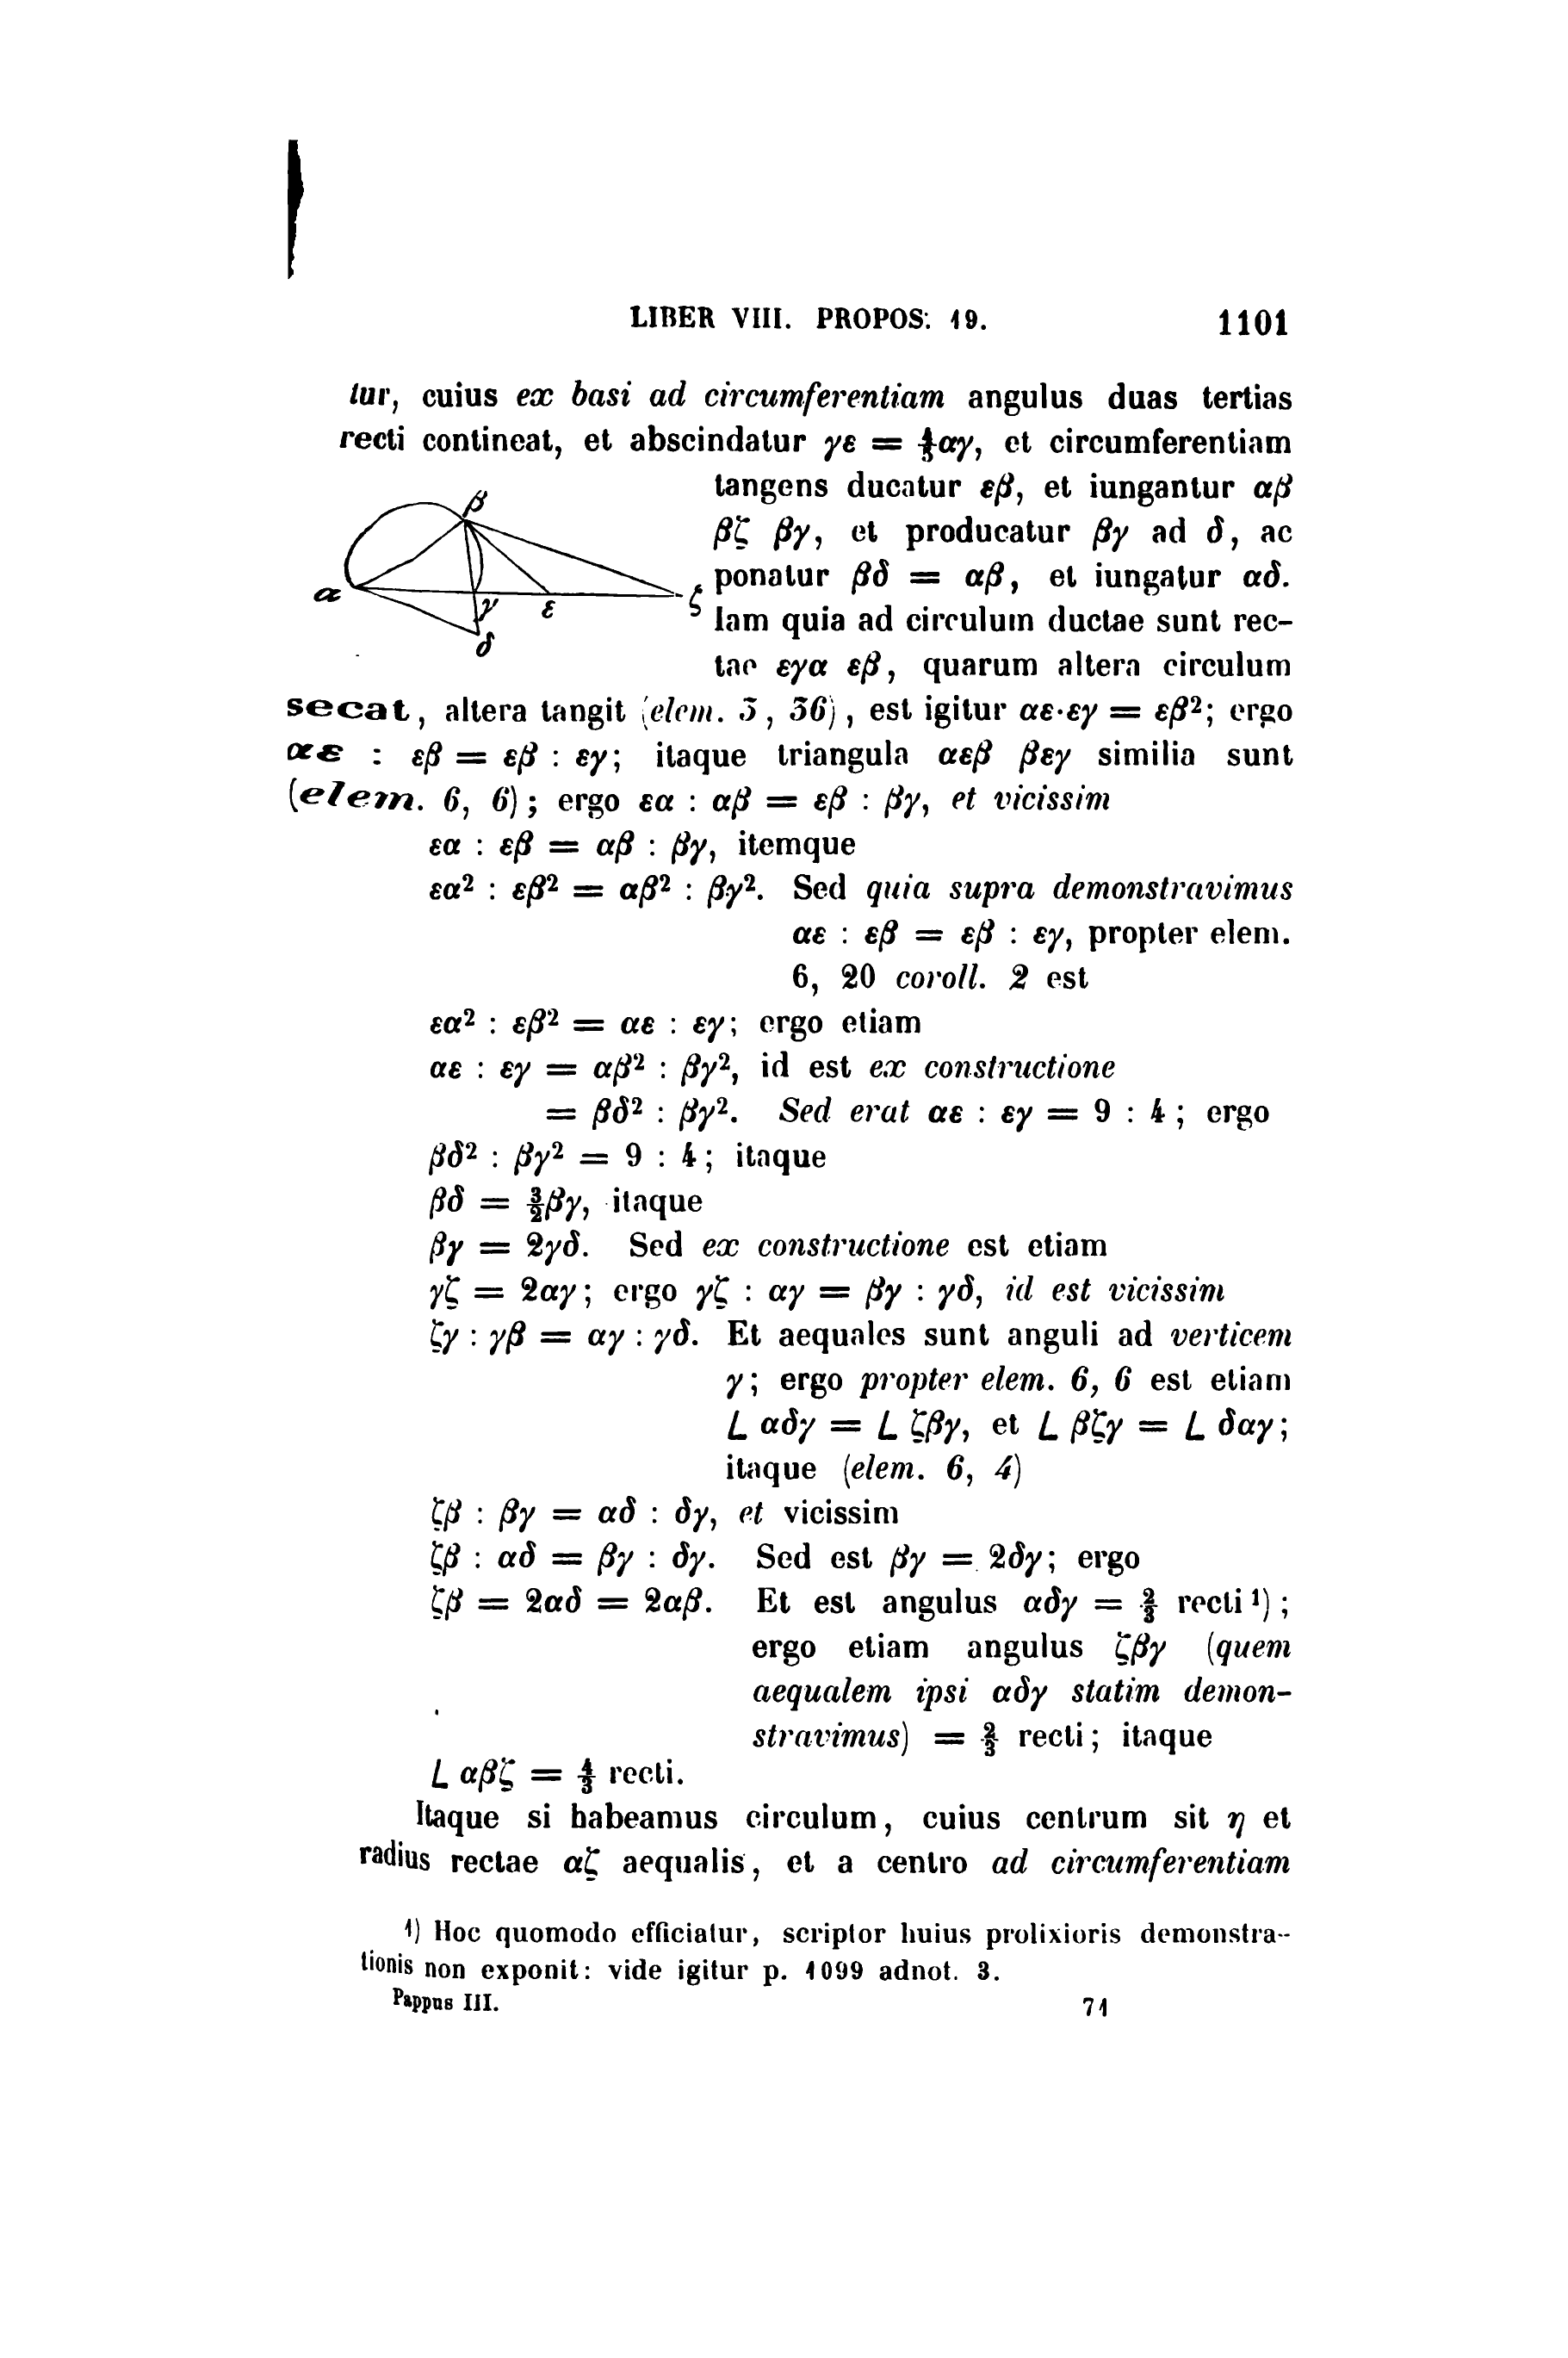 LIBER VIII. PROPOS. 19. 1101
tur, cuius ex basi ad circumferentiam angulus duas tertias
recti contineat, et abscindatur γε = ⅘αγ, et circumferentiam
tangens ducatur εβ, et iungantur αβ
βζ βγ, et producatur βγ ad δ, ac
ponatur βδ = αβ, et iungatur αδ.
Iam quia ad circulum ductae sunt rec-
tae εγα εβ, quarum altera circulum
β
α
γ
ε
ζ
δ
secat, altera tangit (elem. 3, 36), est igitur αε·εγ = εβ²; ergo
αε : εβ = εβ : εγ; itaque triangula αεβ βεγ similia sunt
(elem. 6, 6); ergo εα : αβ = εβ : βγ, et vicissim
εα : εβ = αβ : βγ, itemque
εα² : εβ² = αβ² : βγ². Sed quia supra demonstravimus
αε : εβ = εβ : εγ, propter elem.
6, 20 coroll. 2 est
εα² : εβ² = αε : εγ; ergo etiam
αε : εγ = αβ² : βγ², id est ex constructione
= βδ² : βγ². Sed erat αε : εγ = 9 : 4; ergo
βδ² : βγ² = 9 : 4; itaque
βδ = 3/2βγ, itaque
βγ = 2γδ. Sed ex constructione est etiam
γζ = 2αγ; ergo γζ : αγ = βγ : γδ, id est vicissim
ζγ : γβ = αγ : γδ. Et aequales sunt anguli ad verticem
γ; ergo propter elem. 6, 6 est etiam
∠ αδγ = ∠ ζβγ, et ∠ βζγ = ∠ δαγ;
itaque (elem. 6, 4)
ζβ : βγ = αδ : δγ, et vicissim
ζβ : αδ = βγ : δγ. Sed est βγ = 2δγ; ergo
ζβ = 2αδ = 2αβ. Et est angulus αδγ = ⅔ recti¹);
ergo etiam angulus ζβγ (quem
aequalem ipsi αδγ statim demon-
stravimus) = ⅔ recti; itaque
∠ αβζ = 4/3 recti.
Itaque si habeamus circulum, cuius centrum sit η et
radius rectae αζ aequalis, et a centro ad circumferentiam
1) Hoc quomodo efficiatur, scriptor huius prolixioris demonstra-
tionis non exponit: vide igitur p. 1099 adnot. 3.
Pappus III. 71